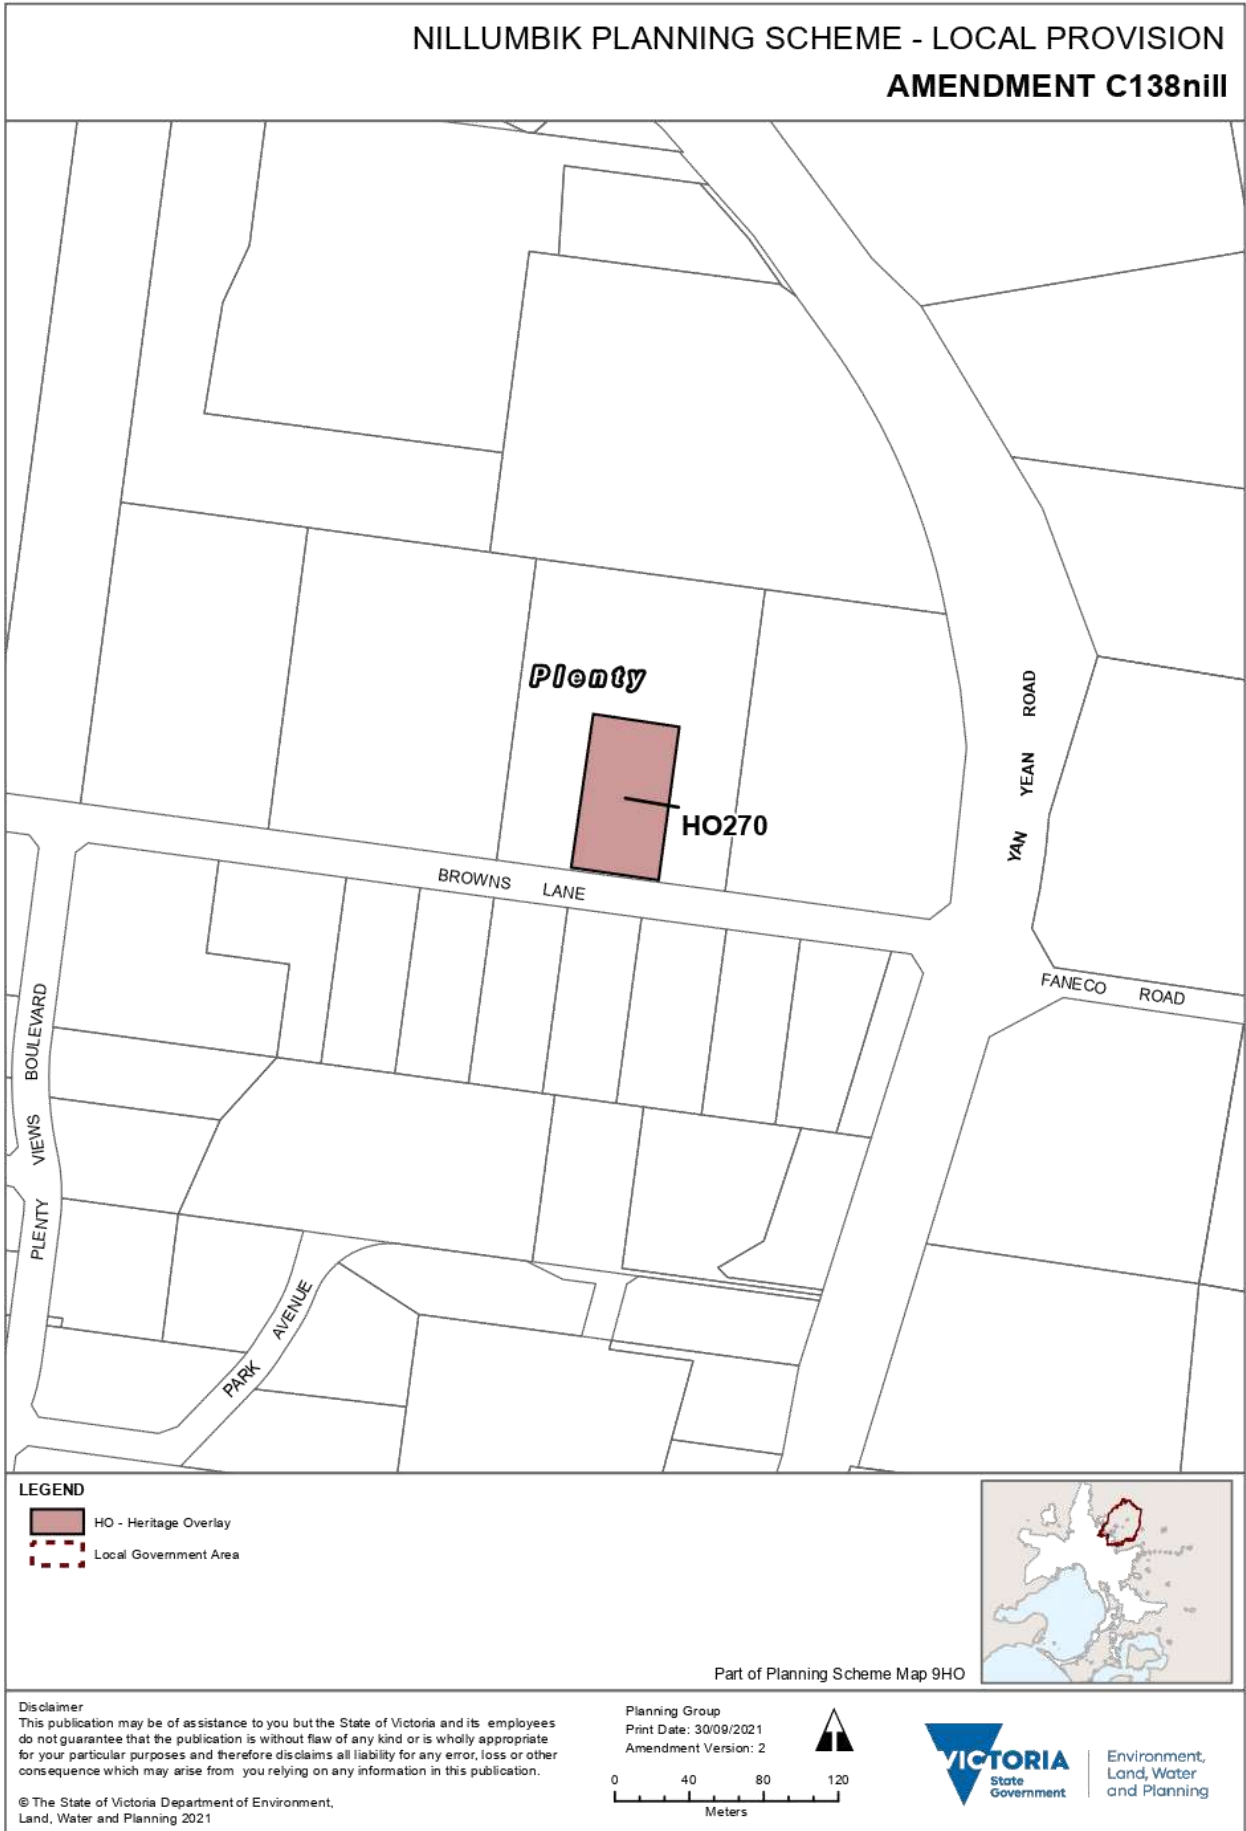 NILLUMBIK PLANNING SCHEME - LOCAL PROVISION
AMENDMENT C138nill
Plenty
HO270
BROWNS LANE
YAN YEAN ROAD
FANECO ROAD
PLENTY VIEWS BOULEVARD
PARK AVENUE
LEGEND
HO - Heritage Overlay
Local Government Area
Part of Planning Scheme Map 9HO
Disclaimer
This publication may be of assistance to you but the State of Victoria and its employees
do not guarantee that the publication is without flaw of any kind or is wholly appropriate
for your particular purposes and therefore disclaims all liability for any error, loss or other
consequence which may arise from you relying on any information in this publication.
© The State of Victoria Department of Environment,
Land, Water and Planning 2021
Planning Group
Print Date: 30/09/2021
Amendment Version: 2
0 40 80 120
Meters
VICTORIA
State
Government
Environment,
Land, Water
and Planning